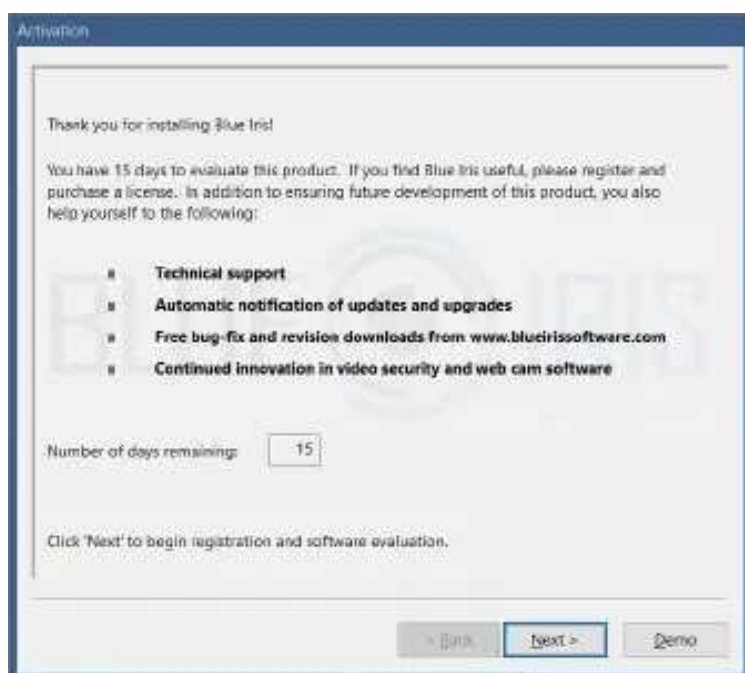 Activation
Thank you for installing Blue Iris!
You have 15 days to evaluate this product. If you find Blue Iris useful, please register and
purchase a license. In addition to ensuring future development of this product, you also
help yourself to the following:
BLUE IRIS
Technical support
Automatic notification of updates and upgrades
Free bug-fix and revision downloads from www.blueirissoftware.com
Continued innovation in video security and web cam software
Number of days remaining: 15
Click 'Next' to begin registration and software evaluation.
< Back Next > Demo